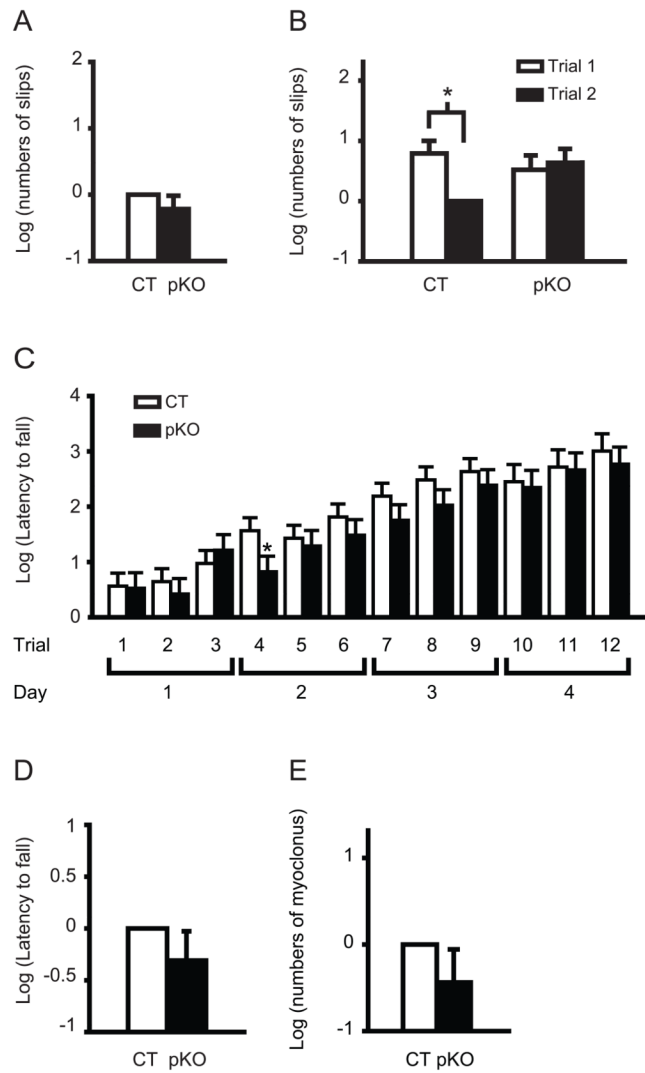 A
Log (numbers of slips)
2
1
0
-1
CT pKO
B
Log (numbers of slips)
2
1
0
-1
Trial 1
Trial 2
*
CT pKO
C
Log (Latency to fall)
4
3
2
1
0
CT
pKO
*
Trial 1 2 3 4 5 6 7 8 9 10 11 12
Day 1 2 3 4
D
Log (Latency to fall)
1
0.5
0
-0.5
-1
CT pKO
E
Log (numbers of myoclonus)
1
0
-1
CT pKO